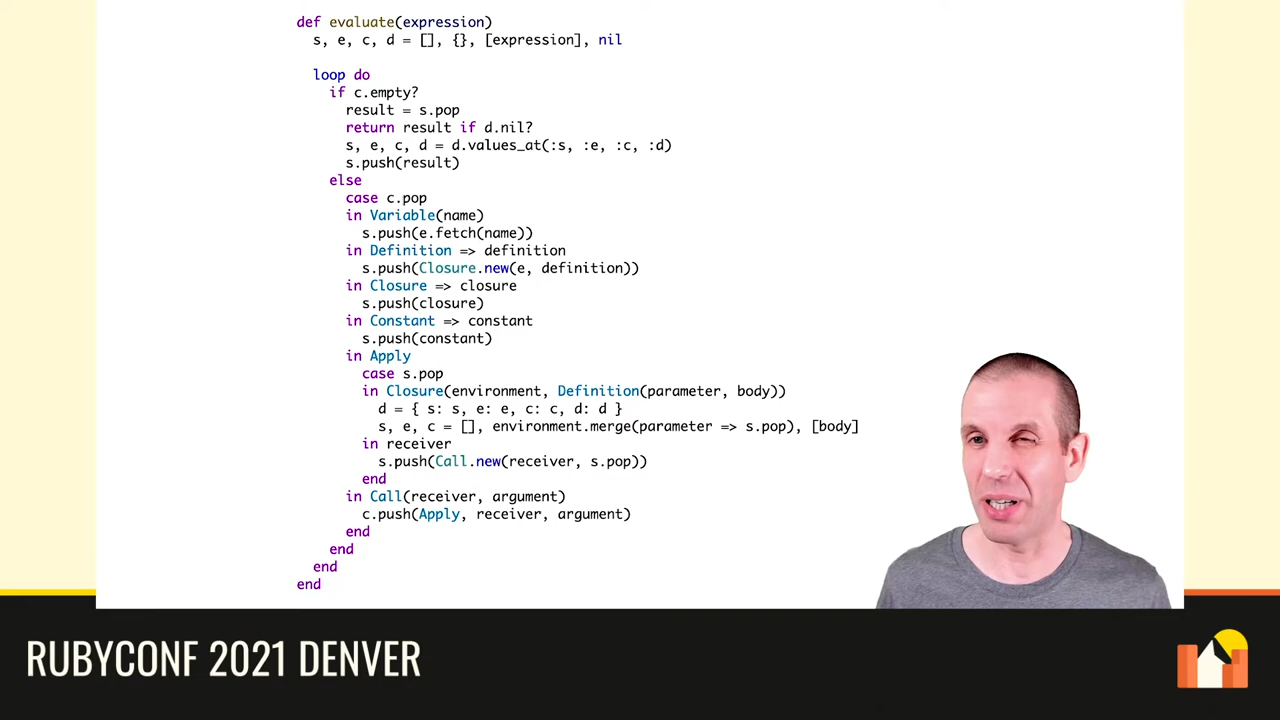 def evaluate(expression)
  s, e, c, d = [], {}, [expression], nil

  loop do
    if c.empty?
      result = s.pop
      return result if d.nil?
      s, e, c, d = d.values_at(:s, :e, :c, :d)
      s.push(result)
    else
      case c.pop
      in Variable(name)
        s.push(e.fetch(name))
      in Definition => definition
        s.push(Closure.new(e, definition))
      in Closure => closure
        s.push(closure)
      in Constant => constant
        s.push(constant)
      in Apply
        case s.pop
        in Closure(environment, Definition(parameter, body))
          d = { s: s, e: e, c: c, d: d }
          s, e, c = [], environment.merge(parameter => s.pop), [body]
        in receiver
          s.push(Call.new(receiver, s.pop))
        end
      in Call(receiver, argument)
        c.push(Apply, receiver, argument)
      end
    end
  end
end
RUBYCONF 2021 DENVER